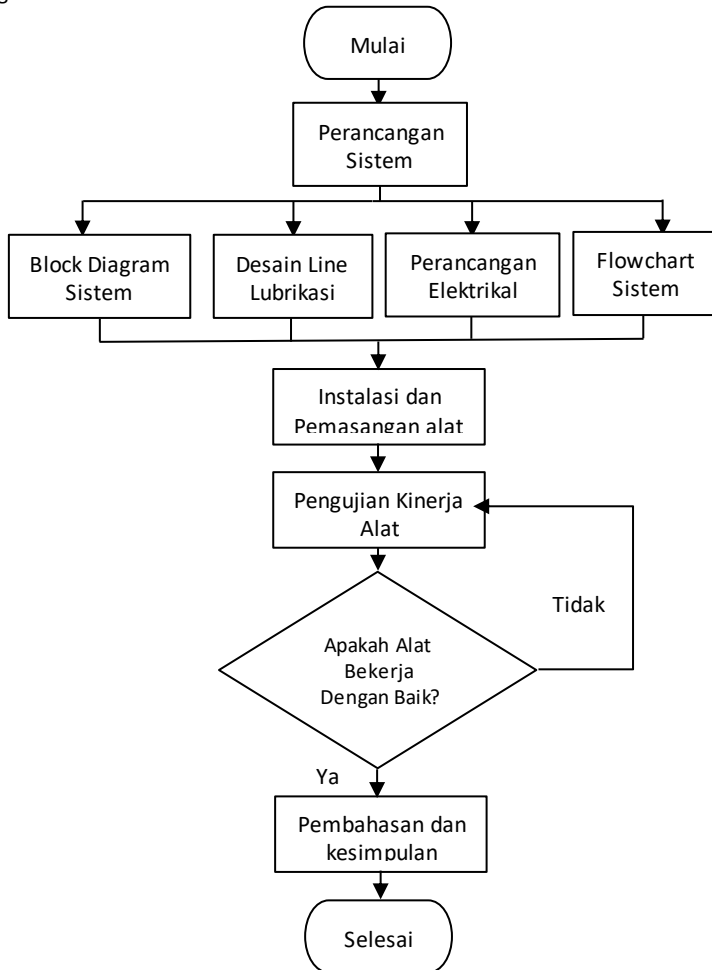 Mulai
Perancangan
Sistem
Block Diagram
Sistem
Desain Line
Lubrikasi
Perancangan
Elektrikal
Flowchart
Sistem
Instalasi dan
Pemasangan alat
Pengujian Kinerja
Alat
Tidak
Apakah Alat
Bekerja
Dengan Baik?
Ya
Pembahasan dan
kesimpulan
Selesai